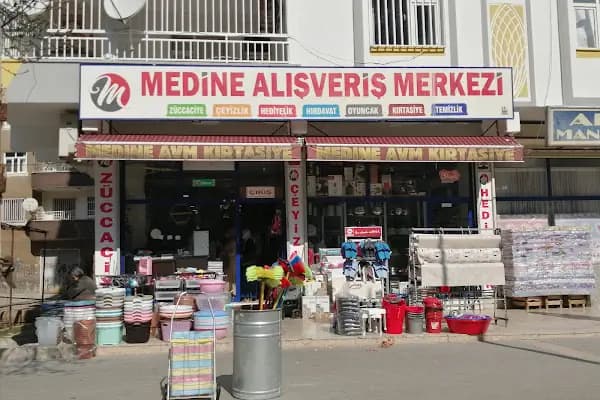 M MEDİNE ALIŞVERİŞ MERKEZİ
ZÜCCACİYE ÇEYİZLİK HEDİYELİK HIRDAVAT OYUNCAK KIRTASİYE TEMİZLİK
MEDİNE AVM KIRTASİYE MEDİNE AVM KIRTASİYE
GİRİŞ
ZÜCCACİ
ÇEYİZ
HEDİ